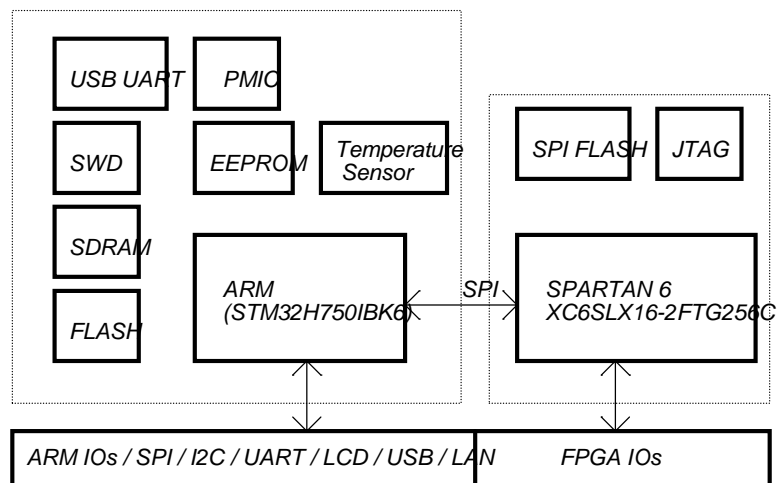 USB UART
PMIC
SWD
EEPROM
Temperature
Sensor
SPI FLASH
JTAG
SDRAM
FLASH
ARM
(STM32H750IBK6)
SPI
SPARTAN 6
XC6SLX16-2FTG256C
ARM IOs / SPI / I2C / UART / LCD / USB / LAN
FPGA IOs